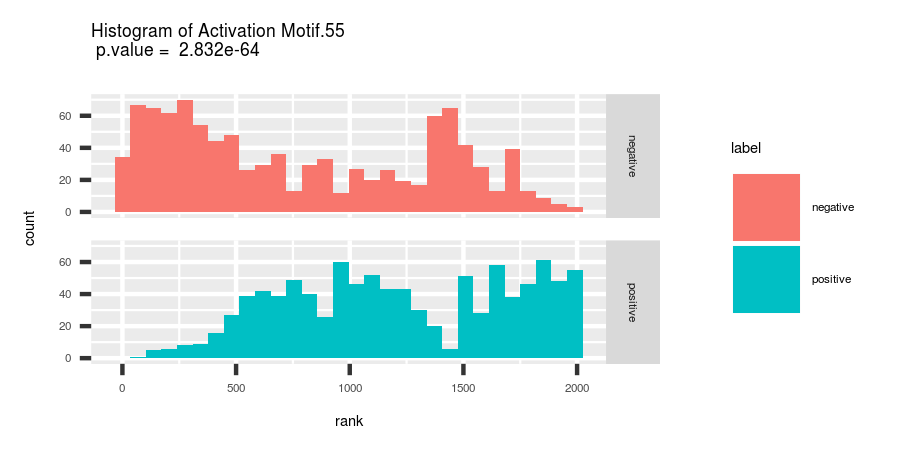 Histogram of Activation Motif.55
p.value =  2.832e-64
count
60
40
20
0
negative
60
40
20
0
positive
0
500
1000
1500
2000
rank
label
negative
positive